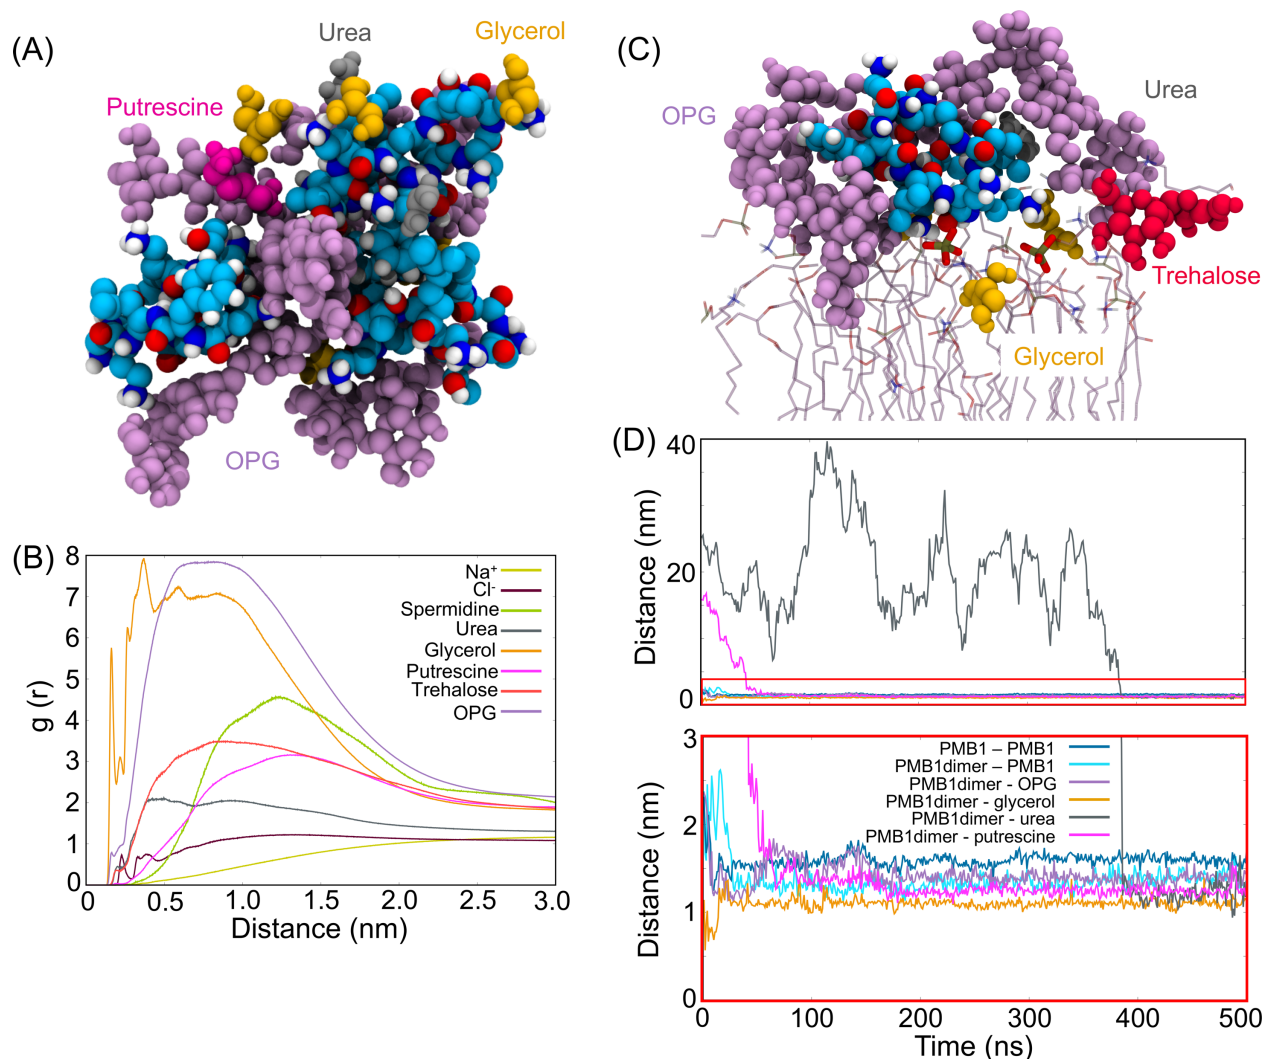 (A)
Urea
Glycerol
Putrescine
OPG
(C)
OPG
Urea
Trehalose
Glycerol
(B)
8
7
6
5
4
3
2
1
0
g (r)
Na⁺
Cl⁻
Spermidine
Urea
Glycerol
Putrescine
Trehalose
OPG
0 0.5 1.0 1.5 2.0 2.5 3.0
Distance (nm)
(D)
40
20
0
Distance (nm)
3
2
1
0
Distance (nm)
PMB1 – PMB1
PMB1dimer – PMB1
PMB1dimer - OPG
PMB1dimer - glycerol
PMB1dimer - urea
PMB1dimer - putrescine
0 100 200 300 400 500
Time (ns)